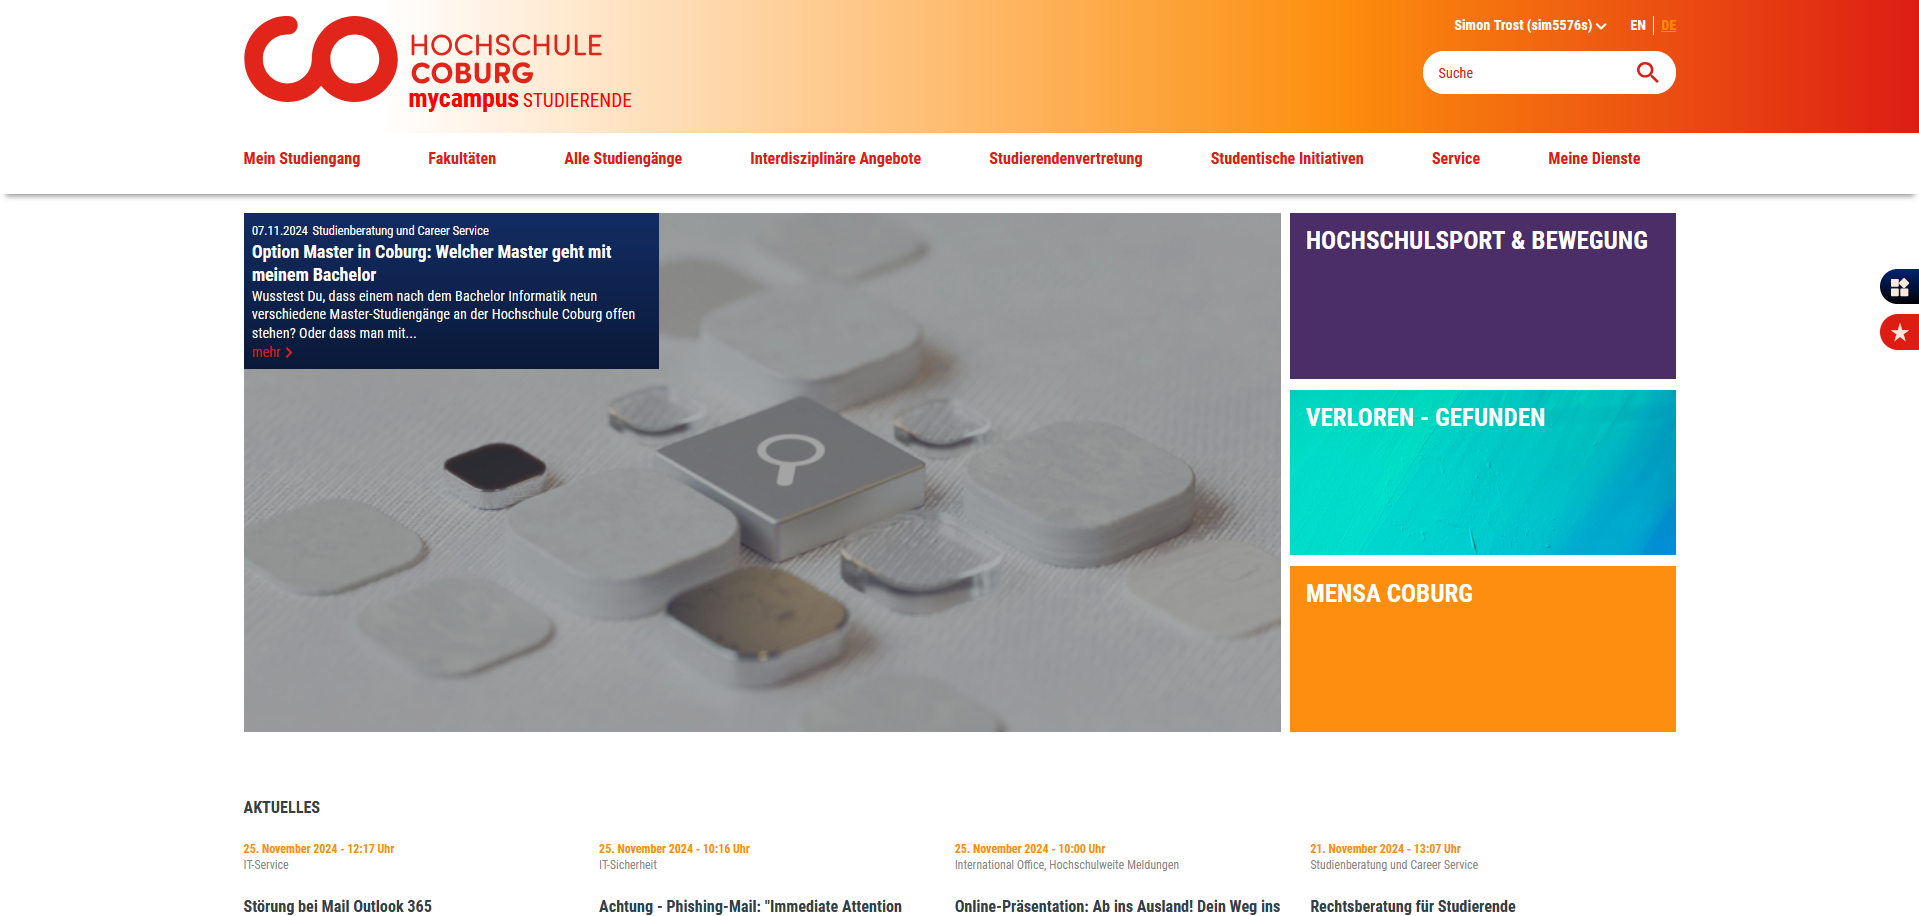 HOCHSCHULE
COBURG
mycampus STUDIERENDE
Simon Trost (sim5576s)
EN
DE
Suche
Mein Studiengang
Fakultäten
Alle Studiengänge
Interdisziplinäre Angebote
Studierendenvertretung
Studentische Initiativen
Service
Meine Dienste
07.11.2024 Studienberatung und Career Service
Option Master in Coburg: Welcher Master geht mit
meinem Bachelor
Wusstest Du, dass einem nach dem Bachelor Informatik neun
verschiedene Master-Studiengänge an der Hochschule Coburg offen
stehen? Oder dass man mit...
mehr
HOCHSCHULSPORT & BEWEGUNG
VERLOREN - GEFUNDEN
MENSA COBURG
AKTUELLES
25. November 2024 - 12:17 Uhr
IT-Service
Störung bei Mail Outlook 365
25. November 2024 - 10:16 Uhr
IT-Sicherheit
Achtung - Phishing-Mail: "Immediate Attention
25. November 2024 - 10:00 Uhr
International Office, Hochschulweite Meldungen
Online-Präsentation: Ab ins Ausland! Dein Weg ins
21. November 2024 - 13:07 Uhr
Studienberatung und Career Service
Rechtsberatung für Studierende